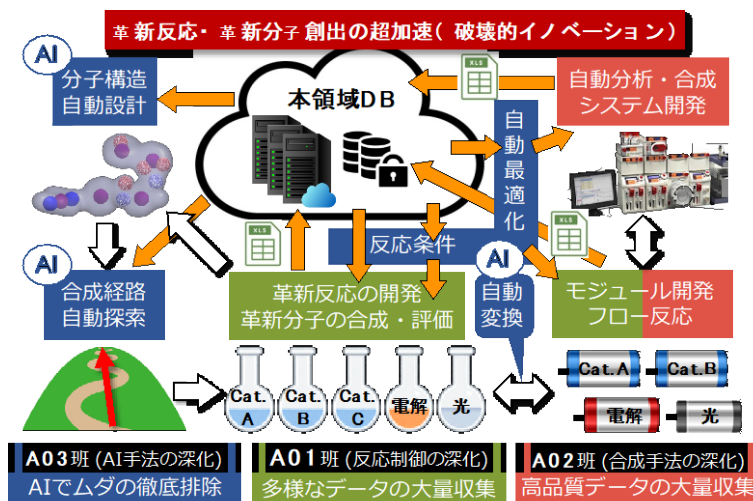 革新反応・革新分子創出の超加速(破壊的イノベーション)
AI
分子構造
自動設計
本領域DB
XLS
自動分析・合成
システム開発
自動最適化
反応条件
XLS
XLS
AI
合成経路
自動探索
革新反応の開発
革新分子の合成・評価
AI
自動
変換
モジュール開発
フロー反応
Cat.
A
Cat.
B
Cat.
C
電解
光
Cat.A
Cat.B
電解
光
A03班 (AI手法の深化)
AIでムダの徹底排除
A01班 (反応制御の深化)
多様なデータの大量収集
A02班 (合成手法の深化)
高品質データの大量収集